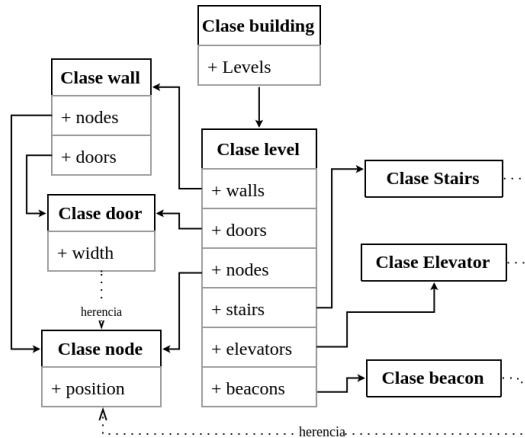 Clase building
+ Levels
Clase wall
+ nodes
+ doors
Clase level
+ walls
+ doors
+ nodes
+ stairs
+ elevators
+ beacons
Clase door
+ width
herencia
Clase node
+ position
Clase Stairs
Clase Elevator
Clase beacon
herencia